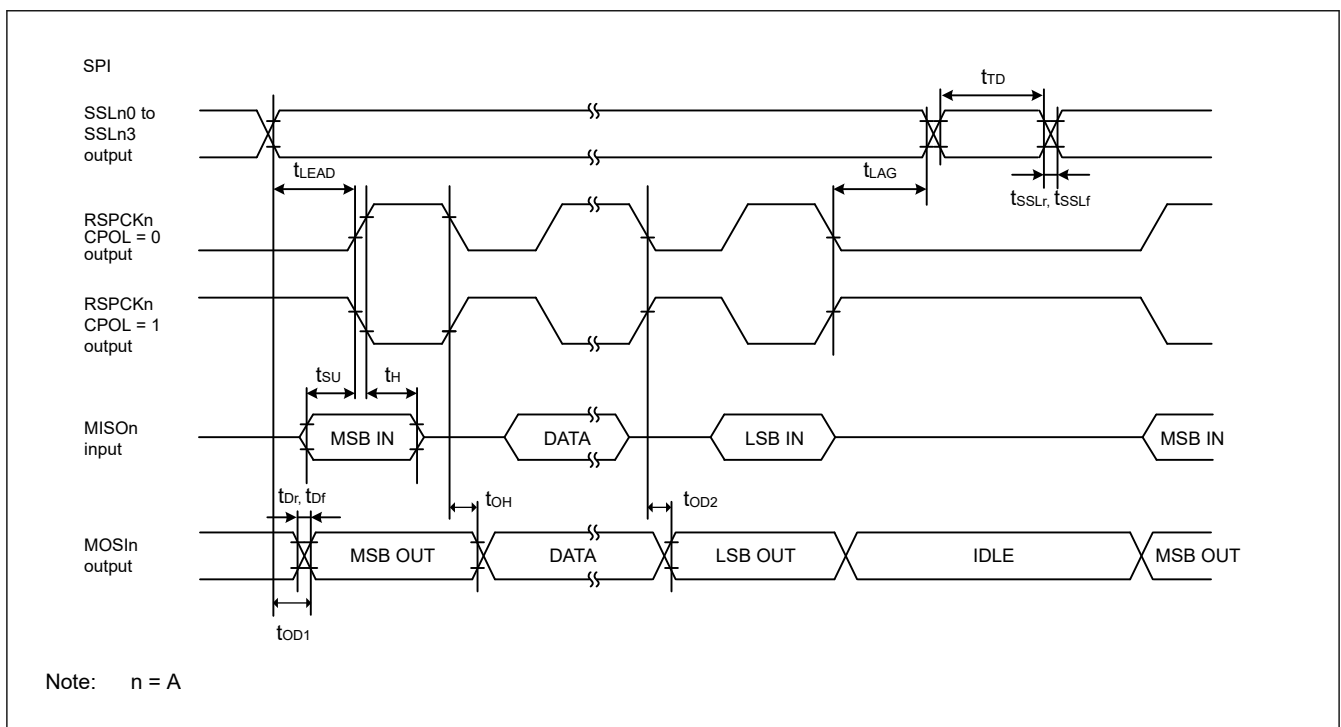 SPI
SSLn0 to
SSLn3
output
tTD
tLEAD
tLAG
tSSLr, tSSLf
RSPCKn
CPOL = 0
output
RSPCKn
CPOL = 1
output
tSU
tH
MISOn
input
MSB IN
DATA
LSB IN
MSB IN
tDr, tDf
tOH
tOD2
MOSIn
output
MSB OUT
DATA
LSB OUT
IDLE
MSB OUT
tOD1
Note: n = A